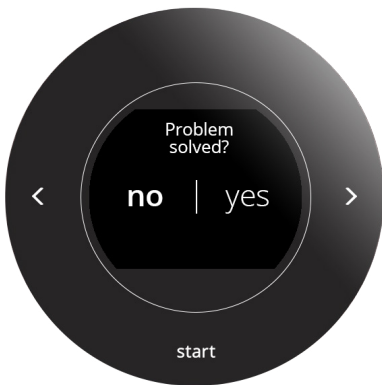 Problem
solved?
no | yes
< >
start